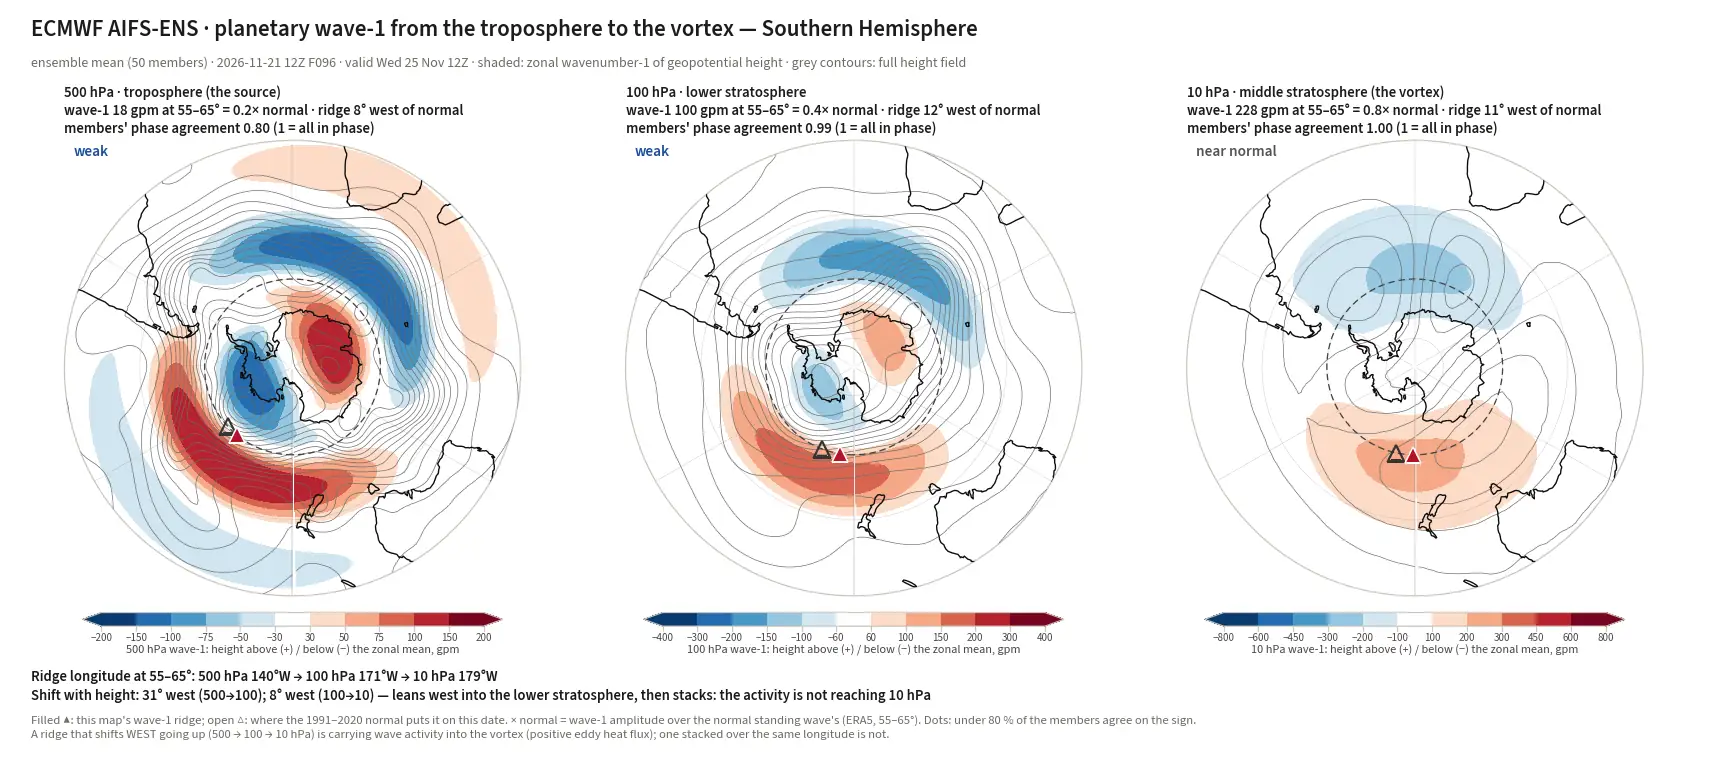 ECMWF AIFS-ENS · planetary wave-1 from the troposphere to the vortex — Southern Hemisphere
ensemble mean (50 members) · 2026-11-21 12Z F096 · valid Wed 25 Nov 12Z · shaded: zonal wavenumber-1 of geopotential height · grey contours: full height field
500 hPa · troposphere (the source)
wave-1 18 gpm at 55–65° = 0.2× normal · ridge 8° west of normal
members' phase agreement 0.80 (1 = all in phase)
weak
100 hPa · lower stratosphere
wave-1 100 gpm at 55–65° = 0.4× normal · ridge 12° west of normal
members' phase agreement 0.99 (1 = all in phase)
weak
10 hPa · middle stratosphere (the vortex)
wave-1 228 gpm at 55–65° = 0.8× normal · ridge 11° west of normal
members' phase agreement 1.00 (1 = all in phase)
near normal
−200 −150 −100 −75 −50 −30 30 50 75 100 150 200
500 hPa wave-1: height above (+) / below (−) the zonal mean, gpm
−400 −300 −200 −150 −100 −60 60 100 150 200 300 400
100 hPa wave-1: height above (+) / below (−) the zonal mean, gpm
−800 −600 −450 −300 −200 −100 100 200 300 450 600 800
10 hPa wave-1: height above (+) / below (−) the zonal mean, gpm
Ridge longitude at 55–65°: 500 hPa 140°W → 100 hPa 171°W → 10 hPa 179°W
Shift with height: 31° west (500→100); 8° west (100→10) — leans west into the lower stratosphere, then stacks: the activity is not reaching 10 hPa
Filled ▲: this map's wave-1 ridge; open △: where the 1991–2020 normal puts it on this date. × normal = wave-1 amplitude over the normal standing wave's (ERA5, 55–65°). Dots: under 80 % of the members agree on the sign.
A ridge that shifts WEST going up (500 → 100 → 10 hPa) is carrying wave activity into the vortex (positive eddy heat flux); one stacked over the same longitude is not.